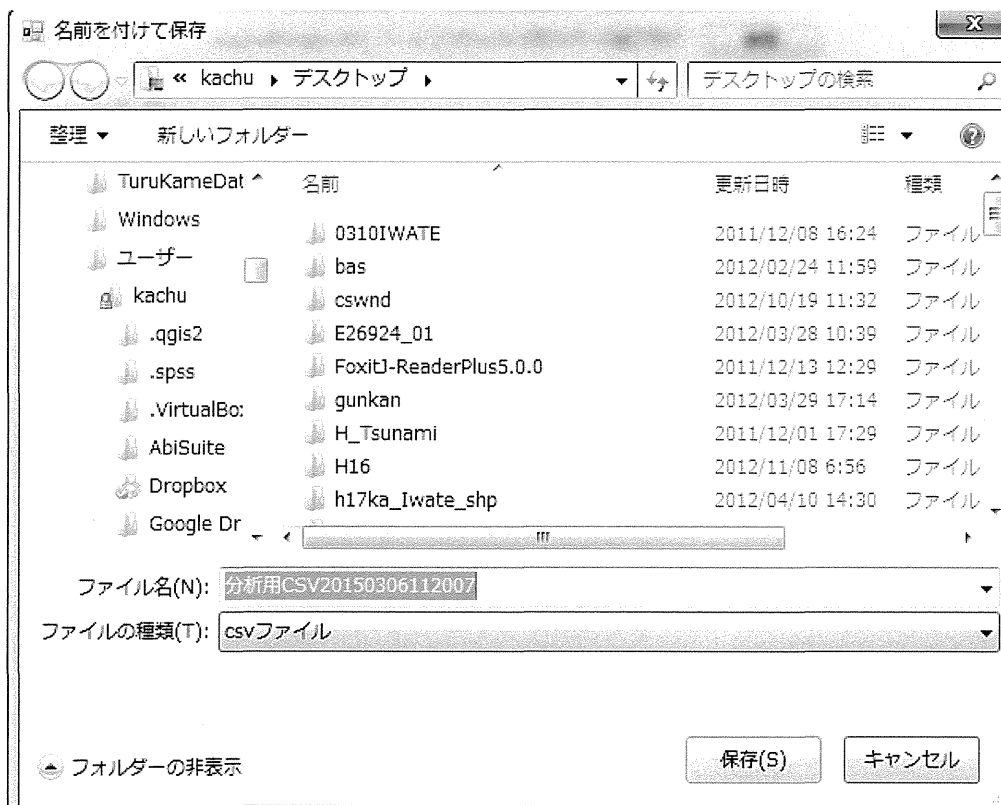 名前を付けて保存
« kachu ▸ デスクトップ ▸
デスクトップの検索
整理 ▼ 新しいフォルダー
TuruKameDat
Windows
ユーザー
kachu
.qgis2
.spss
.VirtualBo:
AbiSuite
Dropbox
Google Dr
名前 更新日時 種類
0310IWATE 2011/12/08 16:24 ファイル
bas 2012/02/24 11:59 ファイル
cswnd 2012/10/19 11:32 ファイル
E26924_01 2012/03/28 10:39 ファイル
FoxitJ-ReaderPlus5.0.0 2011/12/13 12:29 ファイル
gunkan 2012/03/29 17:14 ファイル
H_Tsunami 2011/12/01 17:29 ファイル
H16 2012/11/08 6:56 ファイル
h17ka_Iwate_shp 2012/04/10 14:30 ファイル
ファイル名(N): 分析用CSV20150306112007
ファイルの種類(T): csvファイル
フォルダーの非表示
保存(S) キャンセル